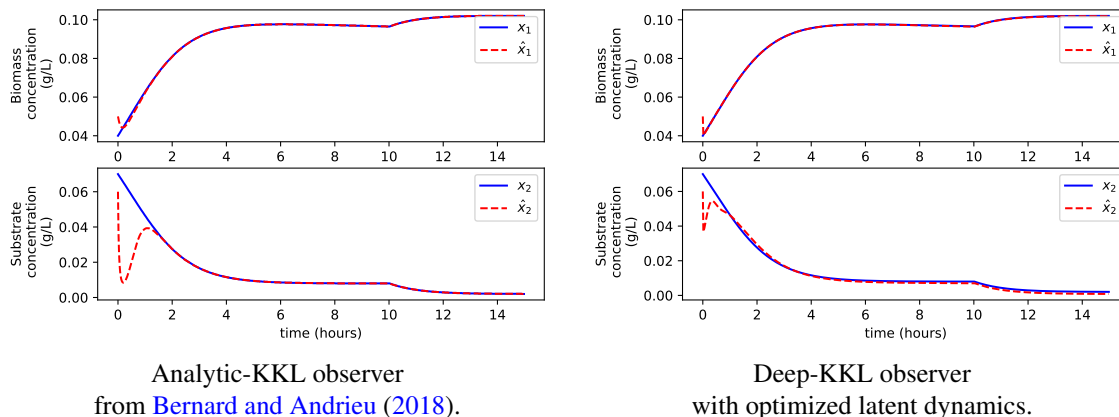 Biomass
concentration
(g/L)
0.10
0.08
0.06
0.04
x₁
x̂₁
0 2 4 6 8 10 12 14
Substrate
concentration
(g/L)
0.06
0.04
0.02
0.00
x₂
x̂₂
0 2 4 6 8 10 12 14
time (hours)
Analytic-KKL observer
from Bernard and Andrieu (2018).
Biomass
concentration
(g/L)
0.10
0.08
0.06
0.04
x₁
x̂₁
0 2 4 6 8 10 12 14
Substrate
concentration
(g/L)
0.06
0.04
0.02
0.00
x₂
x̂₂
0 2 4 6 8 10 12 14
time (hours)
Deep-KKL observer
with optimized latent dynamics.